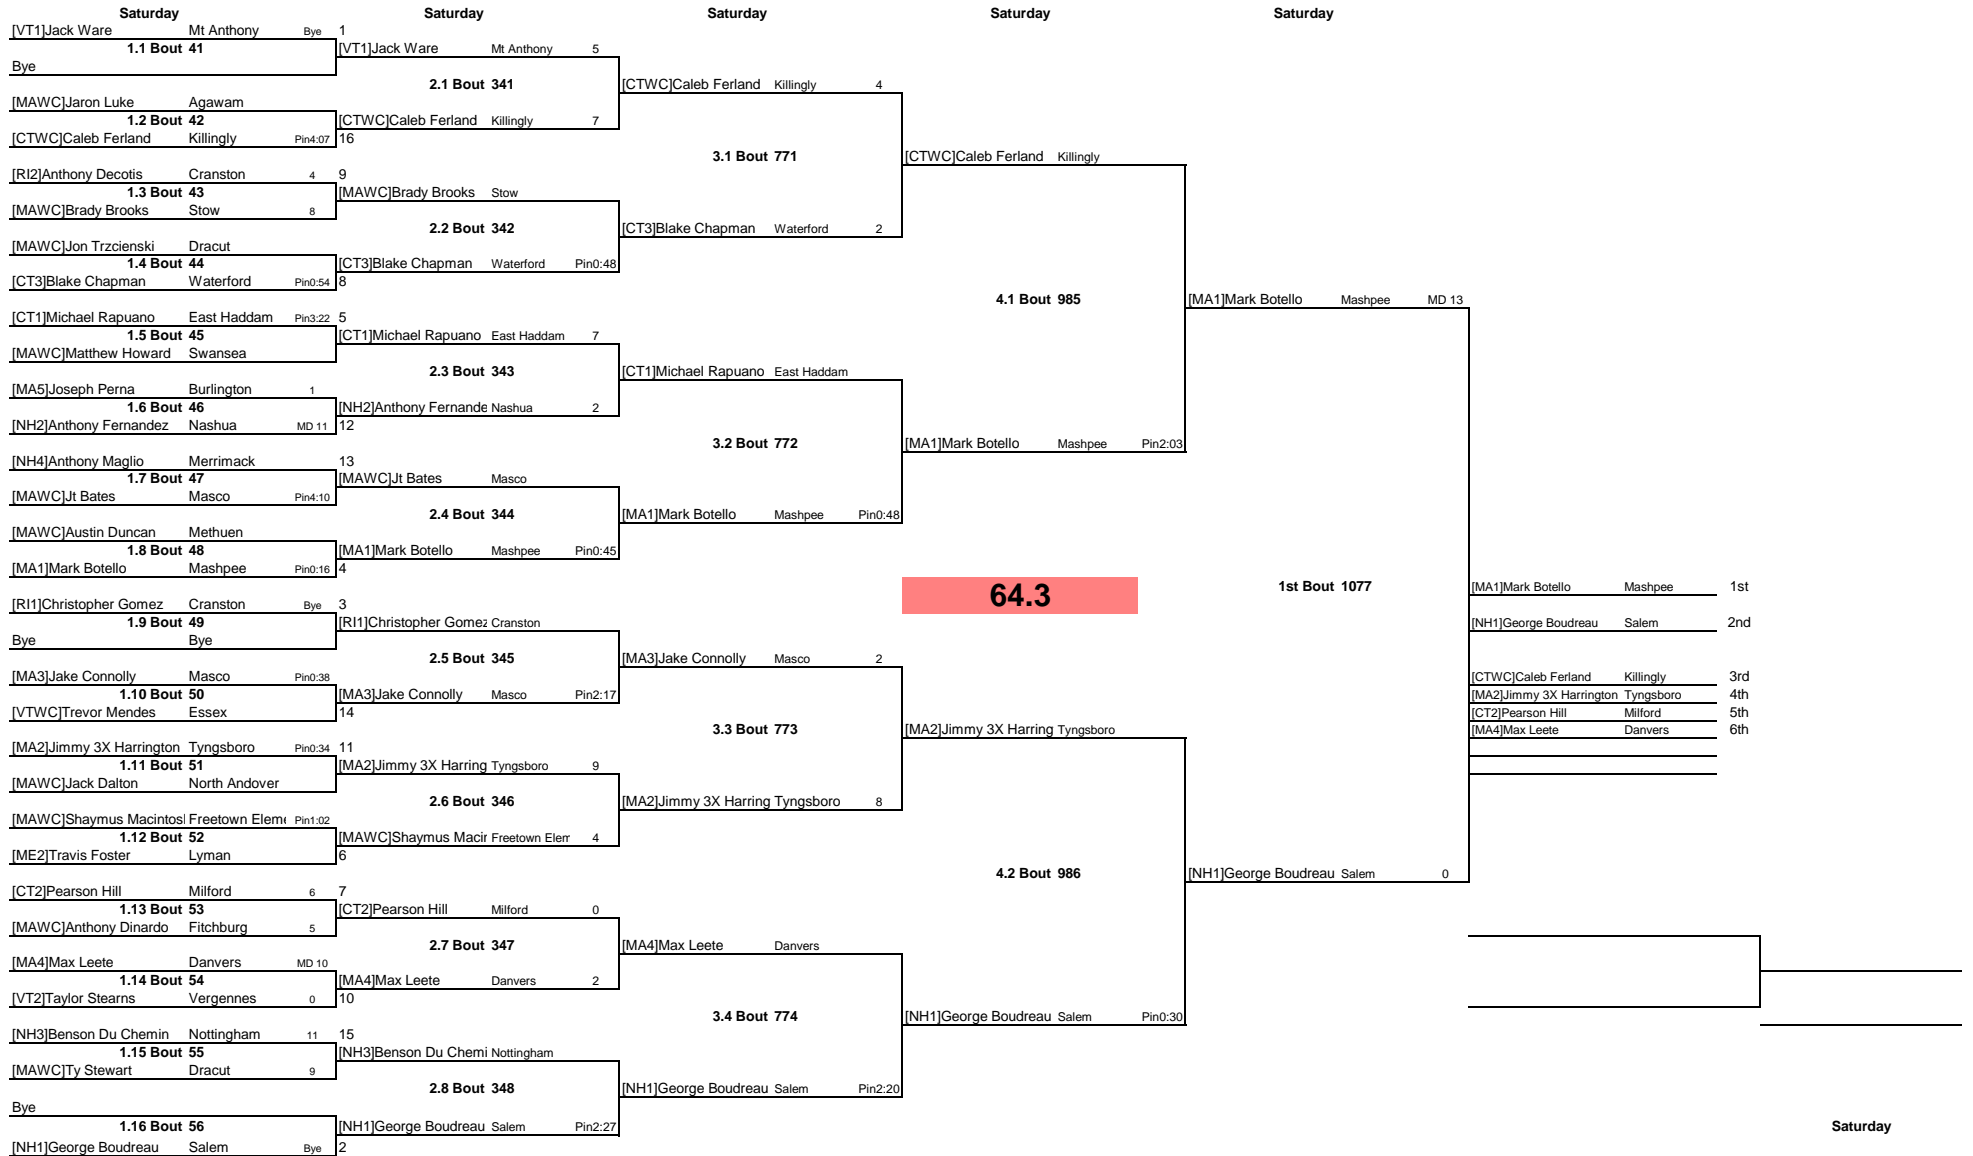 Saturday Saturday Saturday Saturday Saturday
[VT1]Jack Ware Mt Anthony Bye 1
1.1 Bout 41 [VT1]Jack Ware Mt Anthony 5
Bye
2.1 Bout 341 [CTWC]Caleb Ferland Killingly 4
[MAWC]Jaron Luke Agawam
1.2 Bout 42 [CTWC]Caleb Ferland Killingly 7
[CTWC]Caleb Ferland Killingly Pin4:07 16
3.1 Bout 771 [CTWC]Caleb Ferland Killingly
[RI2]Anthony Decotis Cranston 4 9
1.3 Bout 43 [MAWC]Brady Brooks Stow
[MAWC]Brady Brooks Stow 8
2.2 Bout 342 [CT3]Blake Chapman Waterford 2
[MAWC]Jon Trzcienski Dracut
1.4 Bout 44 [CT3]Blake Chapman Waterford Pin0:48
[CT3]Blake Chapman Waterford Pin0:54 8
4.1 Bout 985 [MA1]Mark Botello Mashpee MD 13
[CT1]Michael Rapuano East Haddam Pin3:22 5
1.5 Bout 45 [CT1]Michael Rapuano East Haddam 7
[MAWC]Matthew Howard Swansea
2.3 Bout 343 [CT1]Michael Rapuano East Haddam
[MA5]Joseph Perna Burlington 1
1.6 Bout 46 [NH2]Anthony Fernande Nashua 2
[NH2]Anthony Fernandez Nashua MD 11 12
3.2 Bout 772 [MA1]Mark Botello Mashpee Pin2:03
[NH4]Anthony Maglio Merrimack 13
1.7 Bout 47 [MAWC]Jt Bates Masco
[MAWC]Jt Bates Masco Pin4:10
2.4 Bout 344 [MA1]Mark Botello Mashpee Pin0:48
[MAWC]Austin Duncan Methuen
1.8 Bout 48 [MA1]Mark Botello Mashpee Pin0:45
[MA1]Mark Botello Mashpee Pin0:16 4
64.3 1st Bout 1077 [MA1]Mark Botello Mashpee 1st
[RI1]Christopher Gomez Cranston Bye 3
1.9 Bout 49 [RI1]Christopher Gomez Cranston [NH1]George Boudreau Salem 2nd
Bye Bye
2.5 Bout 345 [MA3]Jake Connolly Masco 2
[MA3]Jake Connolly Masco Pin0:38 [CTWC]Caleb Ferland Killingly 3rd
1.10 Bout 50 [MA3]Jake Connolly Masco Pin2:17 [MA2]Jimmy 3X Harrington Tyngsboro 4th
[VTWC]Trevor Mendes Essex 14 [CT2]Pearson Hill Milford 5th
3.3 Bout 773 [MA2]Jimmy 3X Harring Tyngsboro [MA4]Max Leete Danvers 6th
[MA2]Jimmy 3X Harrington Tyngsboro Pin0:34 11
1.11 Bout 51 [MA2]Jimmy 3X Harring Tyngsboro 9
[MAWC]Jack Dalton North Andover
2.6 Bout 346 [MA2]Jimmy 3X Harring Tyngsboro 8
[MAWC]Shaymus Macintos Freetown Eleme Pin1:02
1.12 Bout 52 [MAWC]Shaymus Macin Freetown Elem 4
[ME2]Travis Foster Lyman 6
4.2 Bout 986 [NH1]George Boudreau Salem 0
[CT2]Pearson Hill Milford 6 7
1.13 Bout 53 [CT2]Pearson Hill Milford 0
[MAWC]Anthony Dinardo Fitchburg 5
2.7 Bout 347 [MA4]Max Leete Danvers
[MA4]Max Leete Danvers MD 10
1.14 Bout 54 [MA4]Max Leete Danvers 2
[VT2]Taylor Stearns Vergennes 0 10
3.4 Bout 774 [NH1]George Boudreau Salem Pin0:30
[NH3]Benson Du Chemin Nottingham 11 15
1.15 Bout 55 [NH3]Benson Du Chemi Nottingham
[MAWC]Ty Stewart Dracut 9
2.8 Bout 348 [NH1]George Boudreau Salem Pin2:20
Bye
1.16 Bout 56 [NH1]George Boudreau Salem Pin2:27 Saturday
[NH1]George Boudreau Salem Bye 2